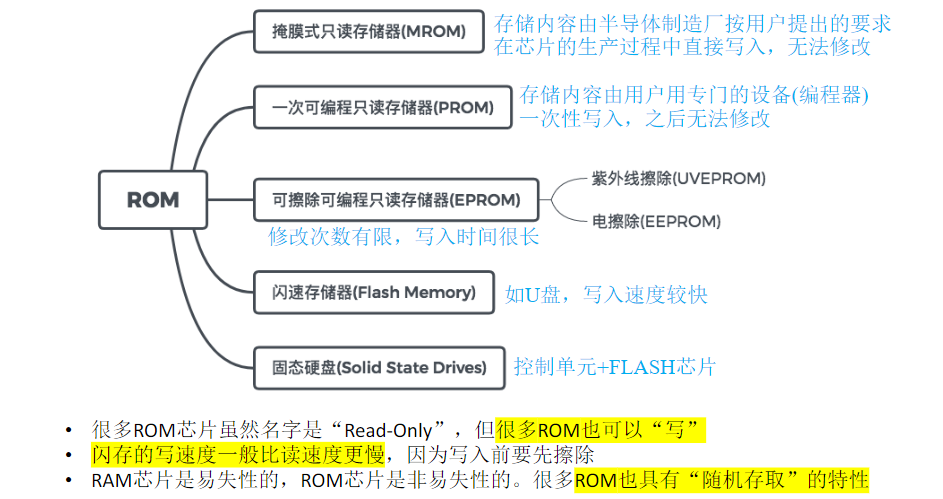 ROM
掩膜式只读存储器(MROM)
存储内容由半导体制造厂按用户提出的要求
在芯片的生产过程中直接写入，无法修改
一次可编程只读存储器(PROM)
存储内容由用户用专门的设备(编程器)
一次性写入，之后无法修改
可擦除可编程只读存储器(EPROM)
紫外线擦除(UVEPROM)
电擦除(EEPROM)
修改次数有限，写入时间很长
闪速存储器(Flash Memory)
如U盘，写入速度较快
固态硬盘(Solid State Drives)
控制单元+FLASH芯片
• 很多ROM芯片虽然名字是“Read-Only”，但很多ROM也可以“写”
• 闪存的写速度一般比读速度更慢，因为写入前要先擦除
• RAM芯片是易失性的，ROM芯片是非易失性的。很多ROM也具有“随机存取”的特性